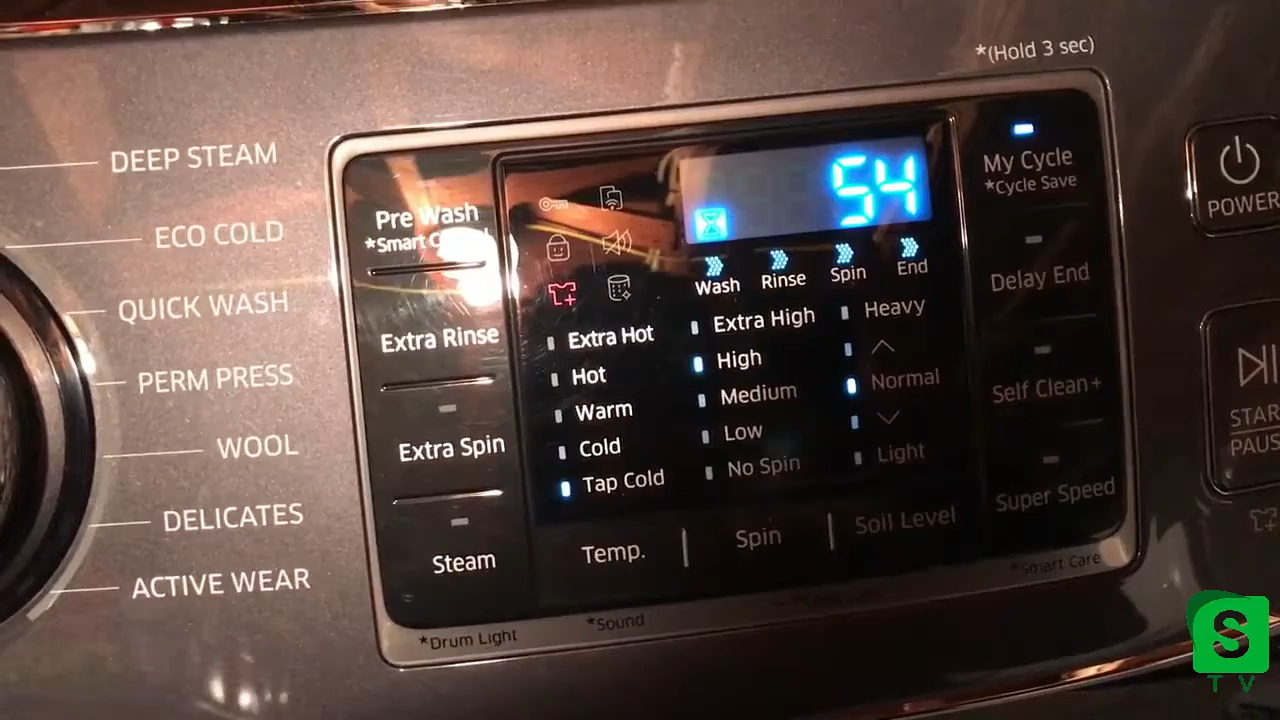 *(Hold 3 sec)
DEEP STEAM
ECO COLD
QUICK WASH
PERM PRESS
WOOL
DELICATES
ACTIVE WEAR
Pre Wash
Extra Rinse
Extra Spin
Steam
*Drum Light
54
Wash Rinse Spin End
Extra Hot
Hot
Warm
Cold
Tap Cold
Temp.
*Sound
Extra High
High
Medium
Low
No Spin
Spin
Heavy
Normal
Light
Soil Level
My Cycle
*Cycle Save
Delay End
Self Clean+
Super Speed
*Smart Care
POWER
S
TV